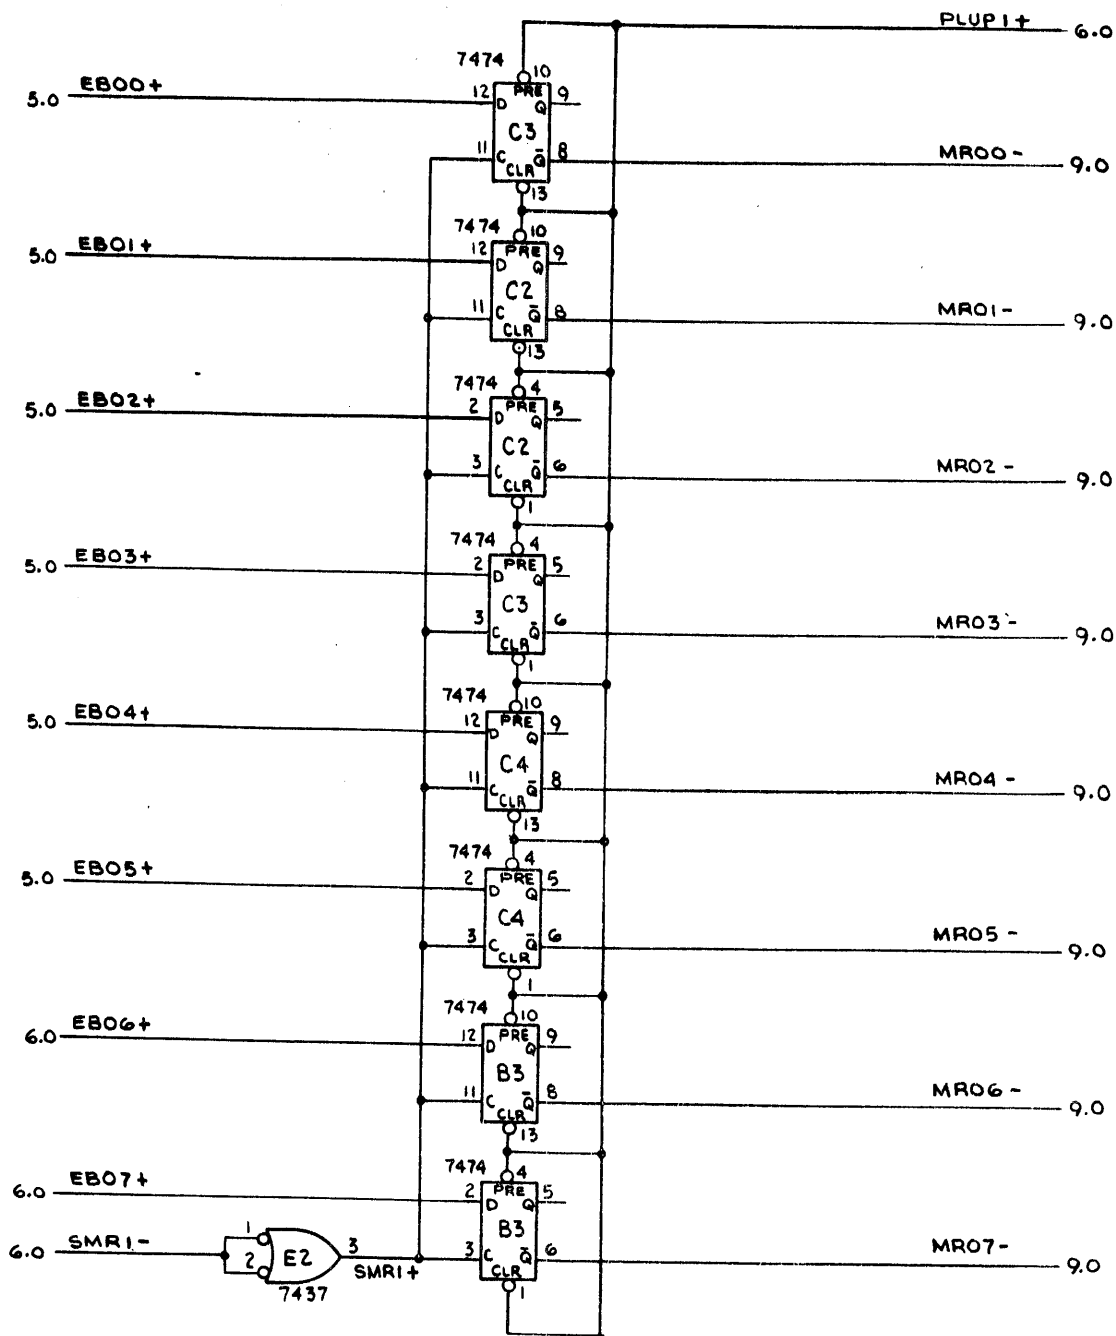 PLUP1+ 6.0
7474 10
5.0 EB00+ 12 D PRE Q 9
C3
11 C CLR Q̄ 8 MR00- 9.0
13
7474 10
5.0 EB01+ 12 D PRE Q 9
C2
11 C CLR Q̄ 8 MR01- 9.0
13
7474 4
5.0 EB02+ 2 D PRE Q 5
C2
3 C CLR Q̄ 6 MR02- 9.0
1
7474 4
5.0 EB03+ 2 D PRE Q 5
C3
3 C CLR Q̄ 6 MR03- 9.0
1
7474 10
5.0 EB04+ 12 D PRE Q 9
C4
11 C CLR Q̄ 8 MR04- 9.0
13
7474 4
5.0 EB05+ 2 D PRE Q 5
C4
3 C CLR Q̄ 6 MR05- 9.0
1
7474 10
6.0 EB06+ 12 D PRE Q 9
B3
11 C CLR Q̄ 8 MR06- 9.0
13
7474 4
6.0 EB07+ 2 D PRE Q 5
B3
6.0 SMR1- 1 2 E2 3 SMR1+ 3 C CLR Q̄ 6 MR07- 9.0
7437 1